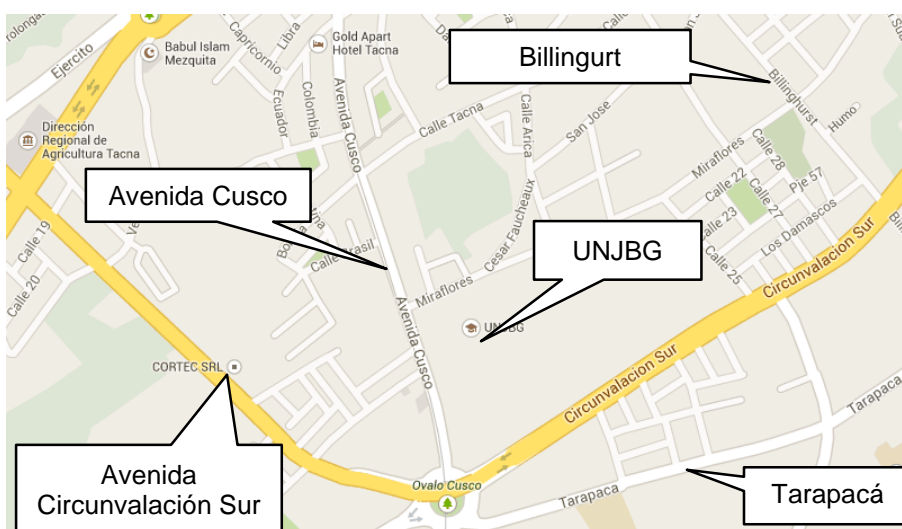 Ejercito
Babul Islam
Mezquita
Capricornio
Libra
Gold Apart
Hotel Tacna
Billingurt
Billinghurst
Humo
Dirección
Regional de
Agricultura Tacna
Ecuador
Colombia
Avenida Cusco
Calle Tacna
Calle Arica
San Jose
Miraflores
Calle 28
Calle 22
Pje 57
Calle 27
Calle 23
Los Damascos
Calle 25
Avenida Cusco
Calle 19
Calle 20
Cesar Faucheaux
UNJBG
Circunvalacion Sur
Miraflores
UNJBG
Avenida Cusco
CORTEC SRL
Circunvalacion Sur
Tarapaca
Avenida
Circunvalación Sur
Ovalo Cusco
Tarapaca
Tarapacá